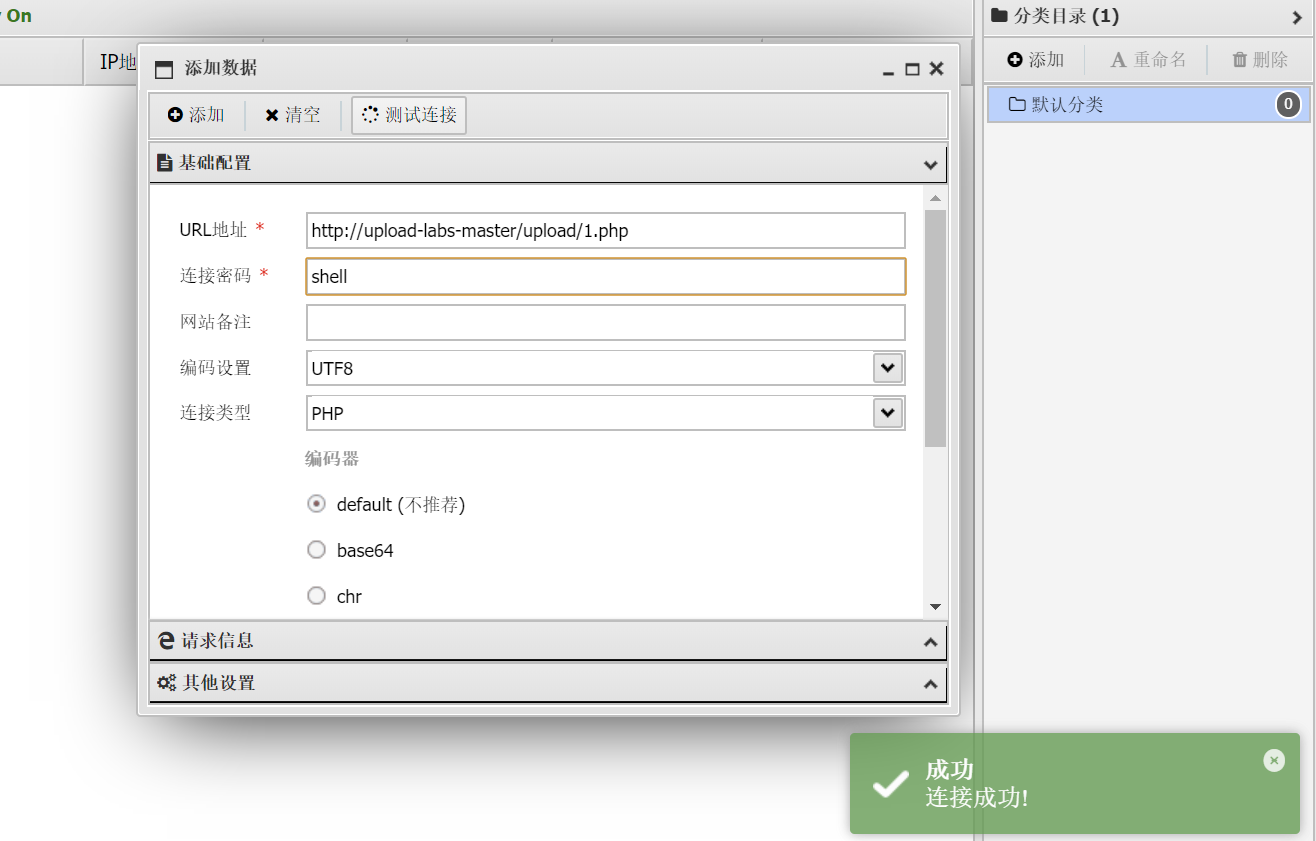 On
IP地
添加数据
添加
清空
测试连接
基础配置
URL地址 *
http://upload-labs-master/upload/1.php
连接密码 *
shell
网站备注
编码设置
UTF8
连接类型
PHP
编码器
default (不推荐)
base64
chr
请求信息
其他设置
分类目录 (1)
添加
重命名
删除
默认分类
0
成功
连接成功!